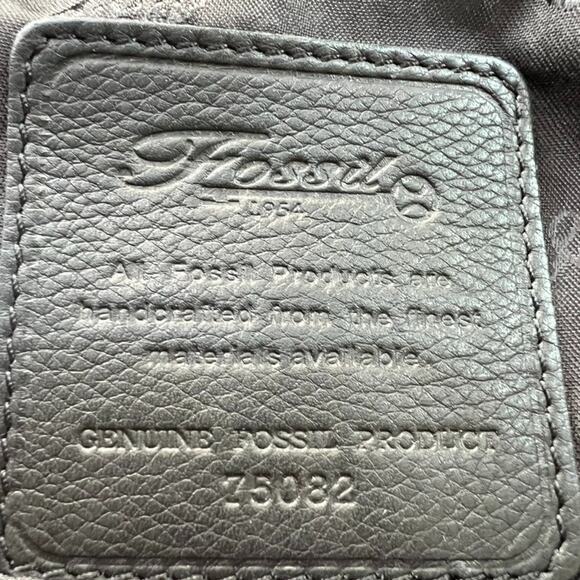 Fossil
1954
All Fossil Products are
handcrafted from the finest
materials available.
GENUINE FOSSIL PRODUCT
75082